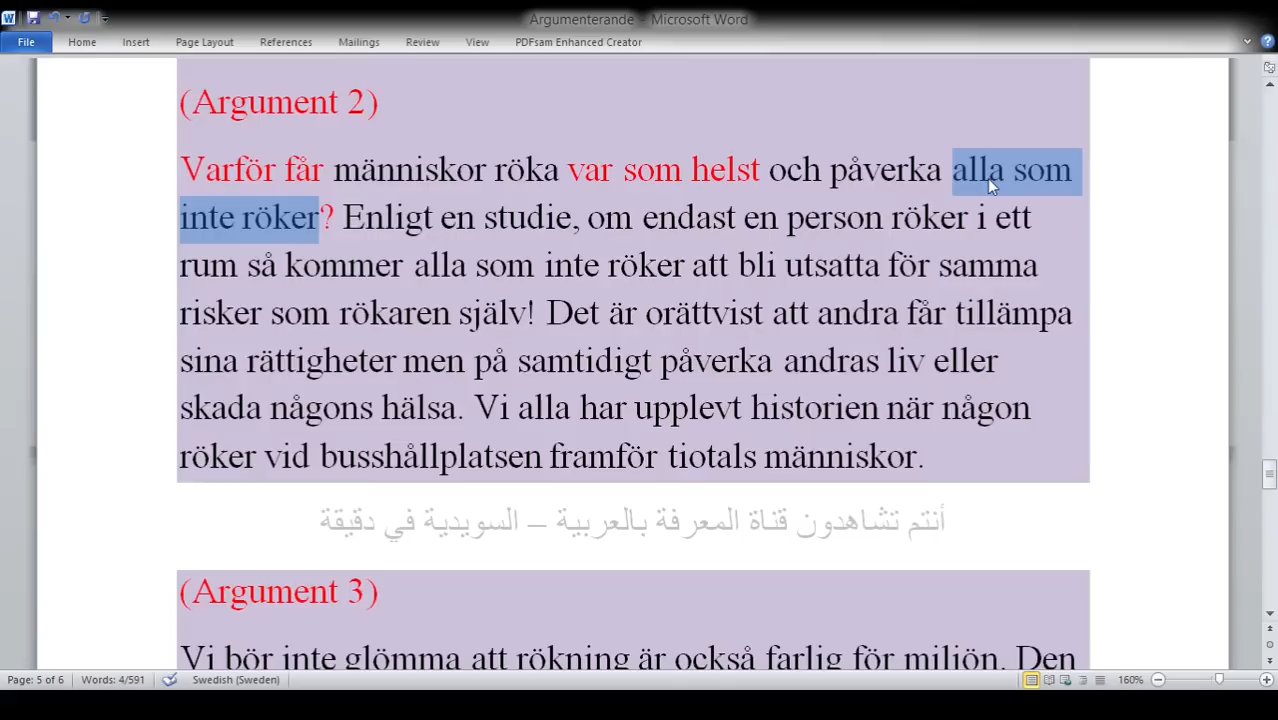 Argumenterande - Microsoft Word
File Home Insert Page Layout References Mailings Review View PDFsam Enhanced Creator
(Argument 2)
Varför får människor röka var som helst och påverka alla som
inte röker? Enligt en studie, om endast en person röker i ett
rum så kommer alla som inte röker att bli utsatta för samma
risker som rökaren själv! Det är orättvist att andra får tillämpa
sina rättigheter men på samtidigt påverka andras liv eller
skada någons hälsa. Vi alla har upplevt historien när någon
röker vid busshållplatsen framför tiotals människor.
أنتم تشاهدون قناة المعرفة بالعربية – السويدية في دقيقة
(Argument 3)
Vi bör inte glömma att rökning är också farlig för miljön. Den
Page: 5 of 6 Words: 4/591 Swedish (Sweden) 160%